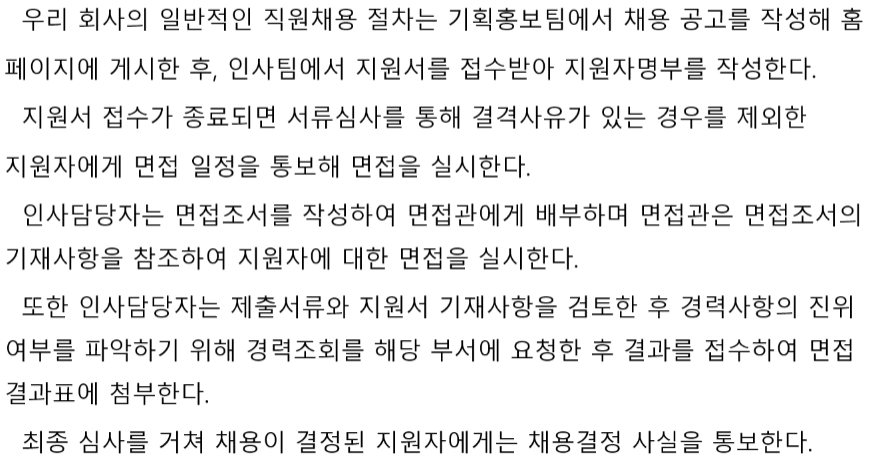 우리 회사의 일반적인 직원채용 절차는 기획홍보팀에서 채용 공고를 작성해 홈
페이지에 게시한 후, 인사팀에서 지원서를 접수받아 지원자명부를 작성한다.
지원서 접수가 종료되면 서류심사를 통해 결격사유가 있는 경우를 제외한
지원자에게 면접 일정을 통보해 면접을 실시한다.
인사담당자는 면접조서를 작성하여 면접관에게 배부하며 면접관은 면접조서의
기재사항을 참조하여 지원자에 대한 면접을 실시한다.
또한 인사담당자는 제출서류와 지원서 기재사항을 검토한 후 경력사항의 진위
여부를 파악하기 위해 경력조회를 해당 부서에 요청한 후 결과를 접수하여 면접
결과표에 첨부한다.
최종 심사를 거쳐 채용이 결정된 지원자에게는 채용결정 사실을 통보한다.